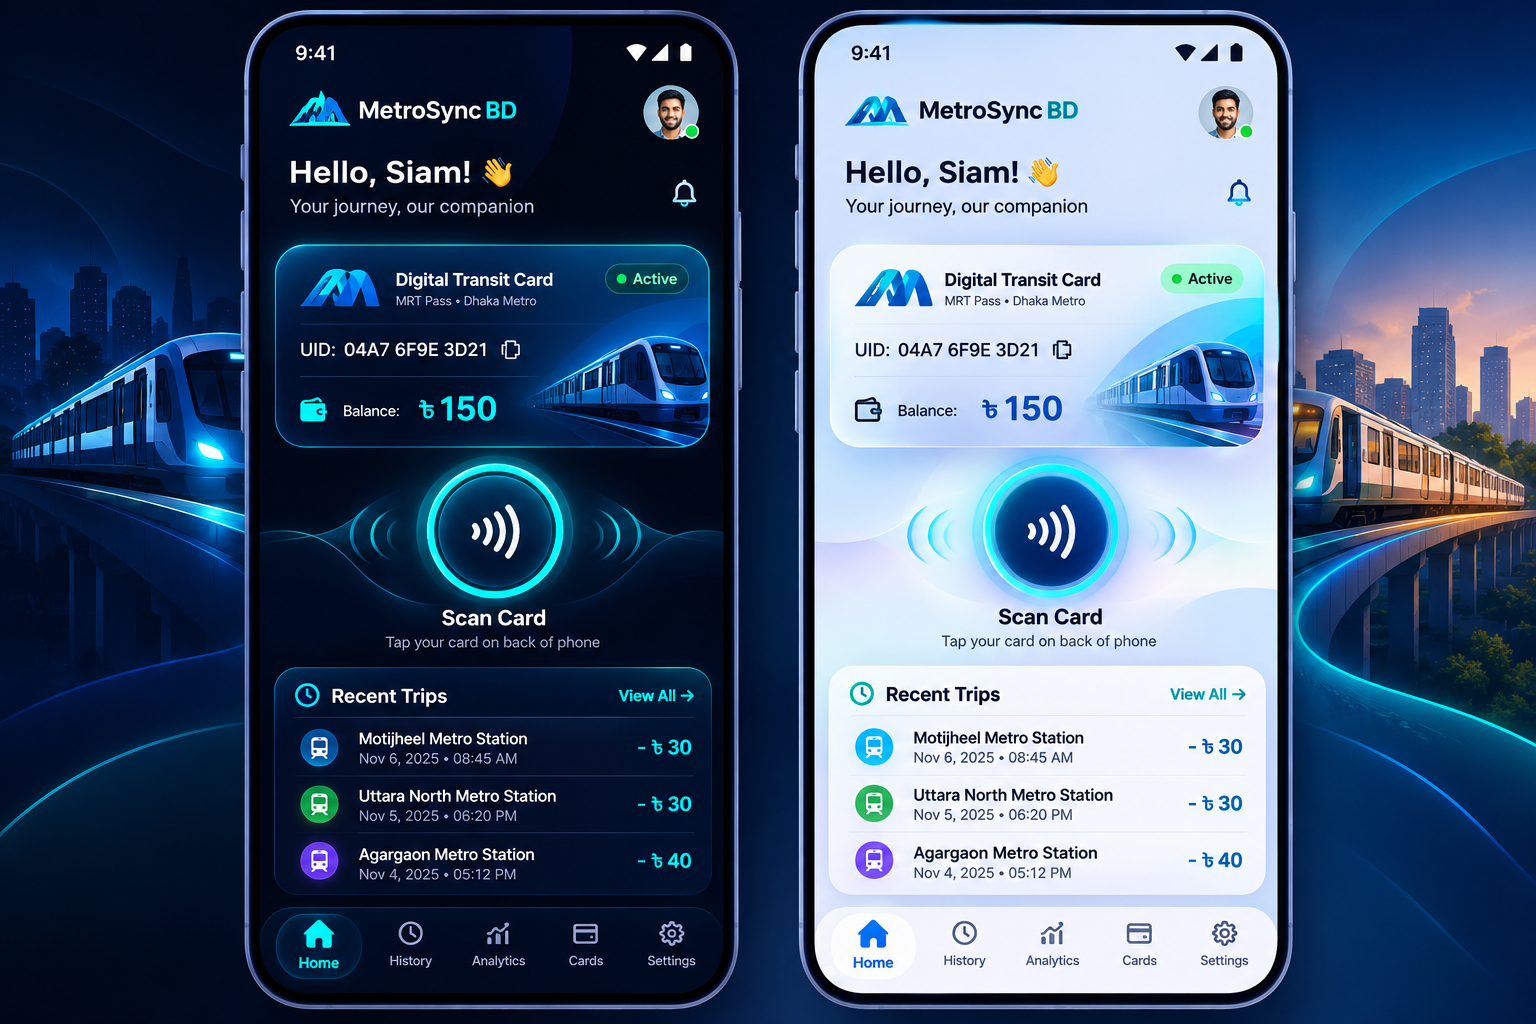 9:41
MetroSync BD
Hello, Siam! 👋
Your journey, our companion
Digital Transit Card
Active
MRT Pass • Dhaka Metro
UID: 04A7 6F9E 3D21
Balance: ৳ 150
Scan Card
Tap your card on back of phone
Recent Trips
View All →
Motijheel Metro Station
Nov 6, 2025 • 08:45 AM
- ৳ 30
Uttara North Metro Station
Nov 5, 2025 • 06:20 PM
- ৳ 30
Agargaon Metro Station
Nov 4, 2025 • 05:12 PM
- ৳ 40
Home
History
Analytics
Cards
Settings
9:41
MetroSync BD
Hello, Siam! 👋
Your journey, our companion
Digital Transit Card
Active
MRT Pass • Dhaka Metro
UID: 04A7 6F9E 3D21
Balance: ৳ 150
Scan Card
Tap your card on back of phone
Recent Trips
View All →
Motijheel Metro Station
Nov 6, 2025 • 08:45 AM
- ৳ 30
Uttara North Metro Station
Nov 5, 2025 • 06:20 PM
- ৳ 30
Agargaon Metro Station
Nov 4, 2025 • 05:12 PM
- ৳ 40
Home
History
Analytics
Cards
Settings